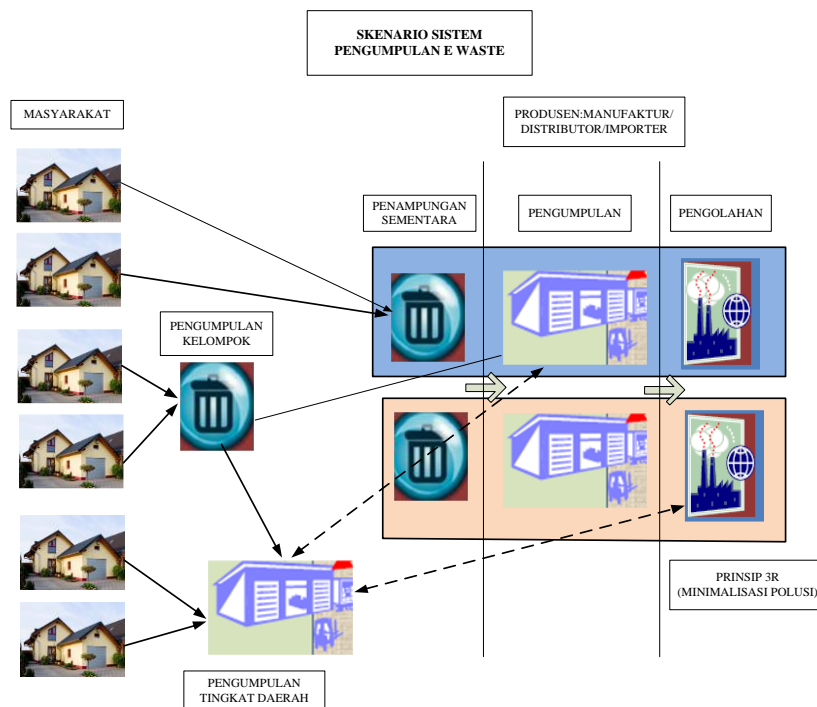 SKENARIO SISTEM
PENGUMPULAN E WASTE
MASYARAKAT
PRODUSEN:MANUFAKTUR/
DISTRIBUTOR/IMPORTER
PENAMPUNGAN
SEMENTARA
PENGUMPULAN
PENGOLAHAN
PENGUMPULAN
KELOMPOK
PRINSIP 3R
(MINIMALISASI POLUSI)
PENGUMPULAN
TINGKAT DAERAH